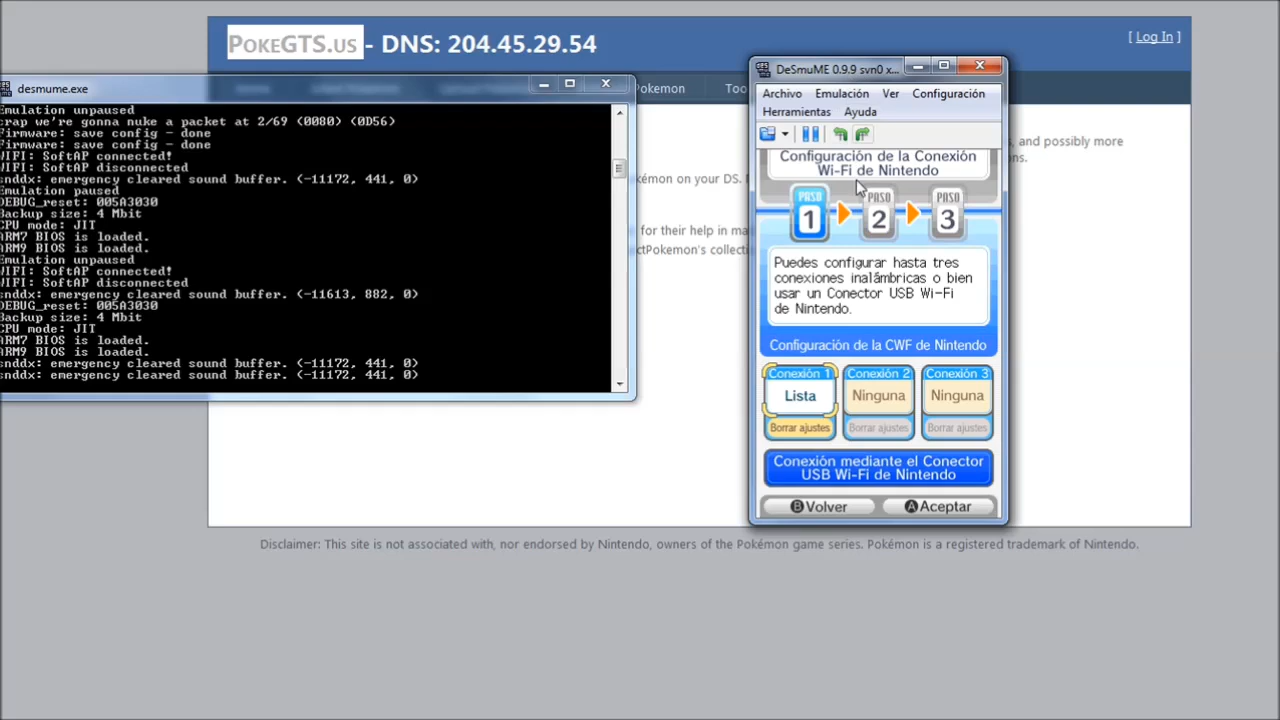 POKEGTS.US - DNS: 204.45.29.54
[ Log In ]
Pokemon
Too
, and possibly more
ons.
kémon on your DS. D
for their help in ma
ctPokemon's collecti
Disclaimer: This site is not associated with, nor endorsed by Nintendo, owners of the Pokémon game series. Pokémon is a registered trademark of Nintendo.
desmume.exe
Emulation unpaused
crap we're gonna nuke a packet at 2/69 (0080) (0D56)
Firmware: save config - done
Firmware: save config - done
WIFI: SoftAP connected!
WIFI: SoftAP disconnected
snddx: emergency cleared sound buffer. (-11172, 441, 0)
Emulation paused
DEBUG_reset: 005A3030
Backup size: 4 Mbit
CPU mode: JIT
ARM7 BIOS is loaded.
ARM9 BIOS is loaded.
Emulation unpaused
WIFI: SoftAP connected!
WIFI: SoftAP disconnected
snddx: emergency cleared sound buffer. (-11613, 882, 0)
DEBUG_reset: 005A3030
Backup size: 4 Mbit
CPU mode: JIT
ARM7 BIOS is loaded.
ARM9 BIOS is loaded.
snddx: emergency cleared sound buffer. (-11172, 441, 0)
snddx: emergency cleared sound buffer. (-11172, 441, 0)
DeSmuME 0.9.9 svn0 x...
Archivo Emulación Ver Configuración
Herramientas Ayuda
Configuración de la Conexión
Wi-Fi de Nintendo
PASO PASO PASO
1 2 3
Puedes configurar hasta tres
conexiones inalámbricas o bien
usar un Conector USB Wi-Fi
de Nintendo.
Configuración de la CWF de Nintendo
Conexión 1 Conexión 2 Conexión 3
Lista Ninguna Ninguna
Borrar ajustes Borrar ajustes Borrar ajustes
Conexión mediante el Conector
USB Wi-Fi de Nintendo
B Volver A Aceptar